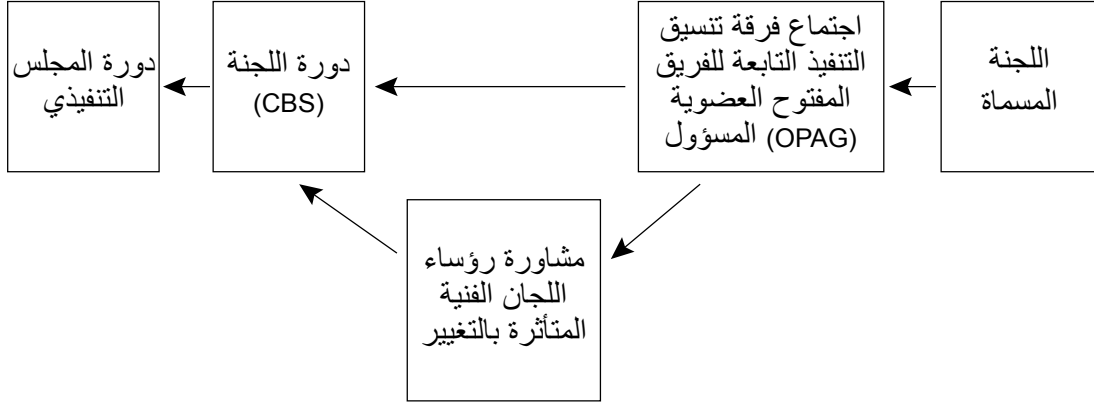 اللجنة
المسماة
اجتماع فرقة تنسيق
التنفيذ التابعة للفريق
المفتوح العضوية
(OPAG) المسؤول
دورة اللجنة
(CBS)
دورة المجلس
التنفيذي
مشاورة رؤساء
اللجان الفنية
المتأثرة بالتغيير